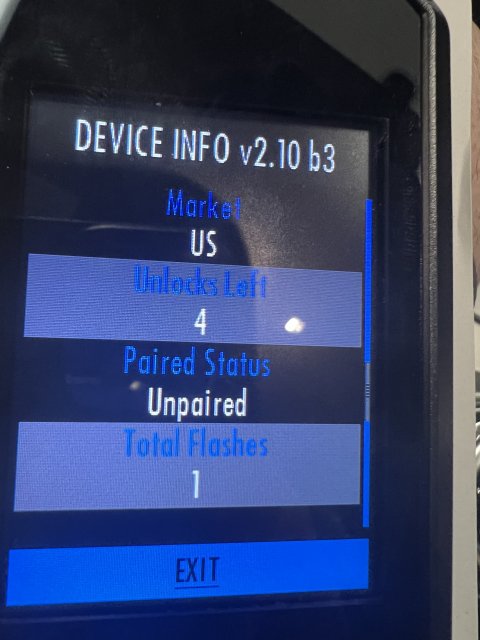 DEVICE INFO v2.10 b3
Market
US
Unlocks Left
4
Paired Status
Unpaired
Total Flashes
1
EXIT